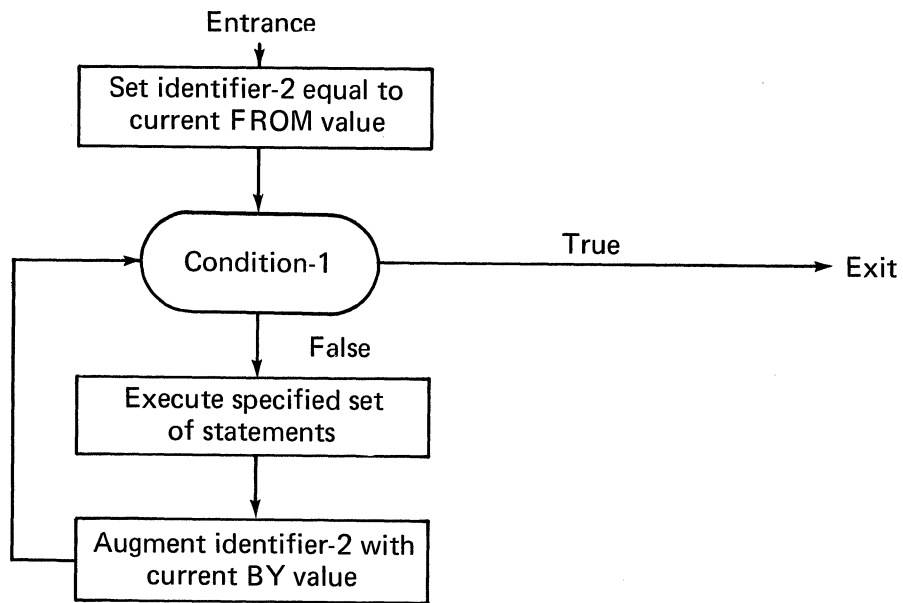 Entrance
Set identifier-2 equal to
current FROM value
Condition-1
True
Exit
False
Execute specified set
of statements
Augment identifier-2 with
current BY value